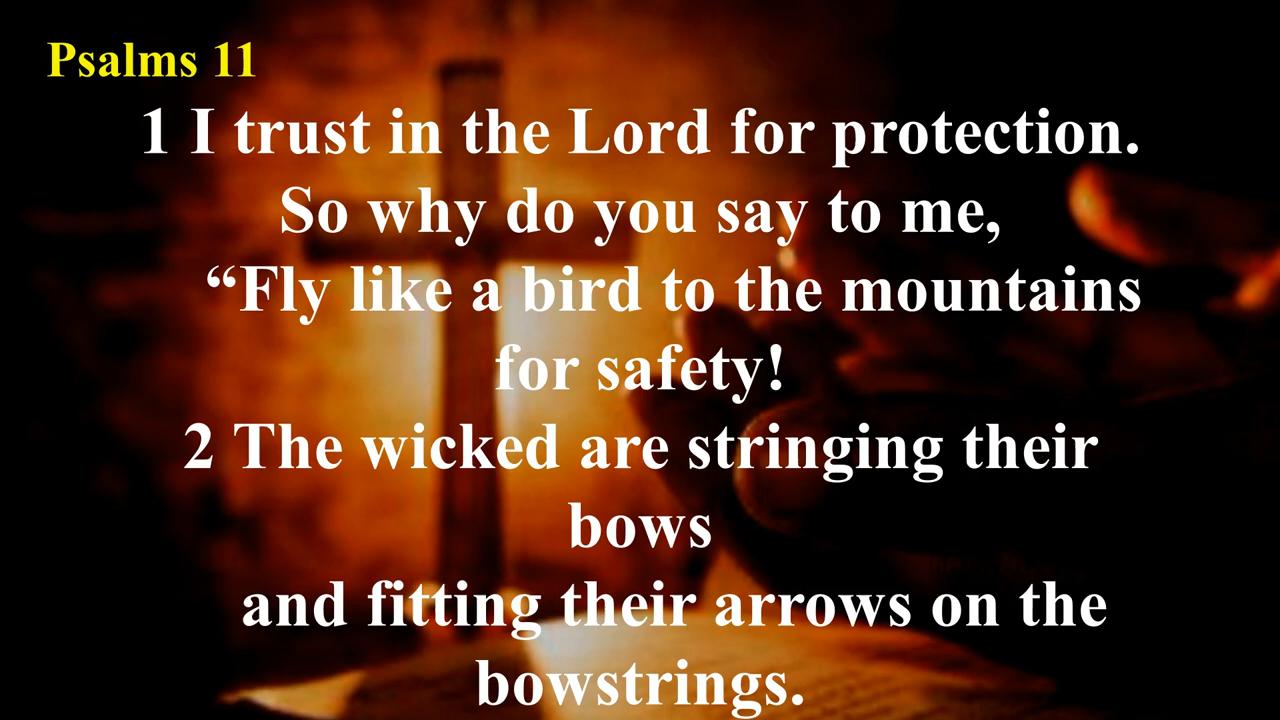 Psalms 11
1 I trust in the Lord for protection.
So why do you say to me,
“Fly like a bird to the mountains
for safety!
2 The wicked are stringing their
bows
and fitting their arrows on the
bowstrings.